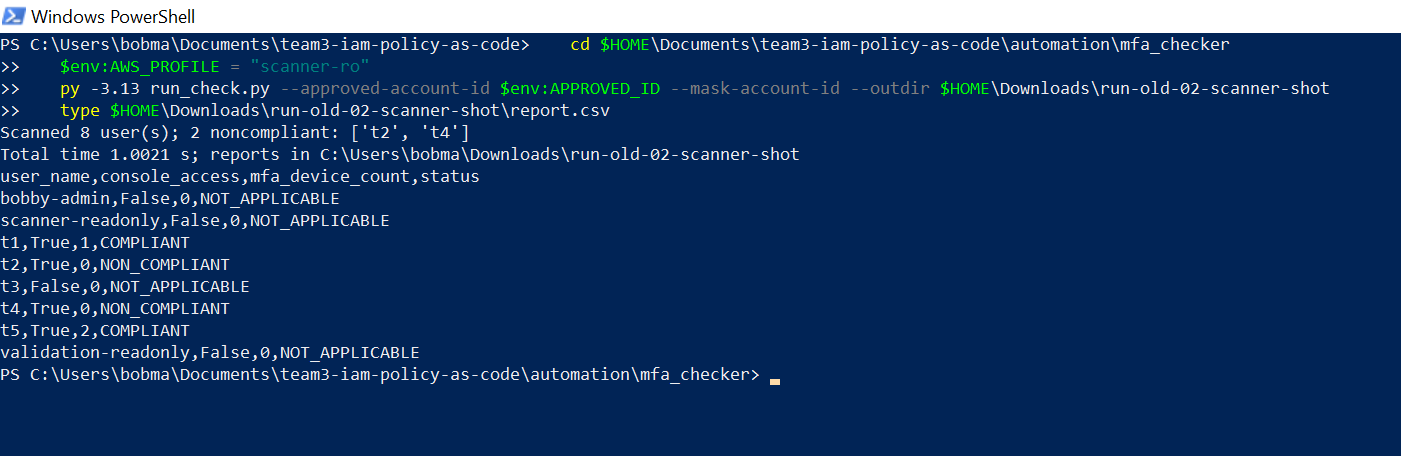 Windows PowerShell
PS C:\Users\bobma\Documents\team3-iam-policy-as-code>    cd $HOME\Documents\team3-iam-policy-as-code\automation\mfa_checker
>>    $env:AWS_PROFILE = "scanner-ro"
>>    py -3.13 run_check.py --approved-account-id $env:APPROVED_ID --mask-account-id --outdir $HOME\Downloads\run-old-02-scanner-shot
>>    type $HOME\Downloads\run-old-02-scanner-shot\report.csv
Scanned 8 user(s); 2 noncompliant: ['t2', 't4']
Total time 1.0021 s; reports in C:\Users\bobma\Downloads\run-old-02-scanner-shot
user_name,console_access,mfa_device_count,status
bobby-admin,False,0,NOT_APPLICABLE
scanner-readonly,False,0,NOT_APPLICABLE
t1,True,1,COMPLIANT
t2,True,0,NON_COMPLIANT
t3,False,0,NOT_APPLICABLE
t4,True,0,NON_COMPLIANT
t5,True,2,COMPLIANT
validation-readonly,False,0,NOT_APPLICABLE
PS C:\Users\bobma\Documents\team3-iam-policy-as-code\automation\mfa_checker>